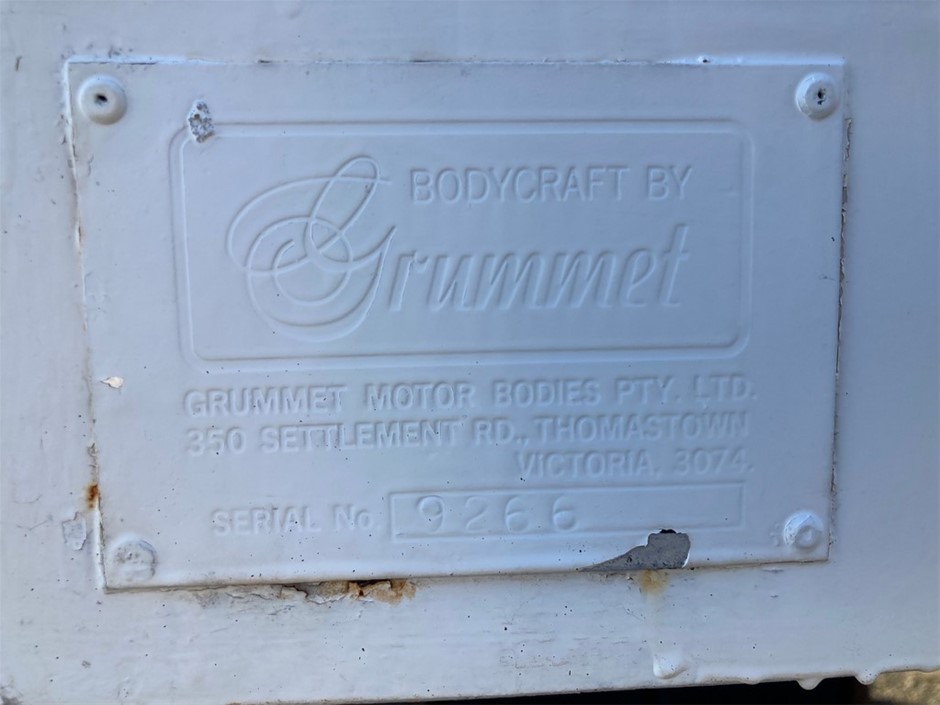 BODYCRAFT BY
Grummet
GRUMMET MOTOR BODIES PTY. LTD.
350 SETTLEMENT RD., THOMASTOWN
VICTORIA, 3074.
SERIAL No 9266